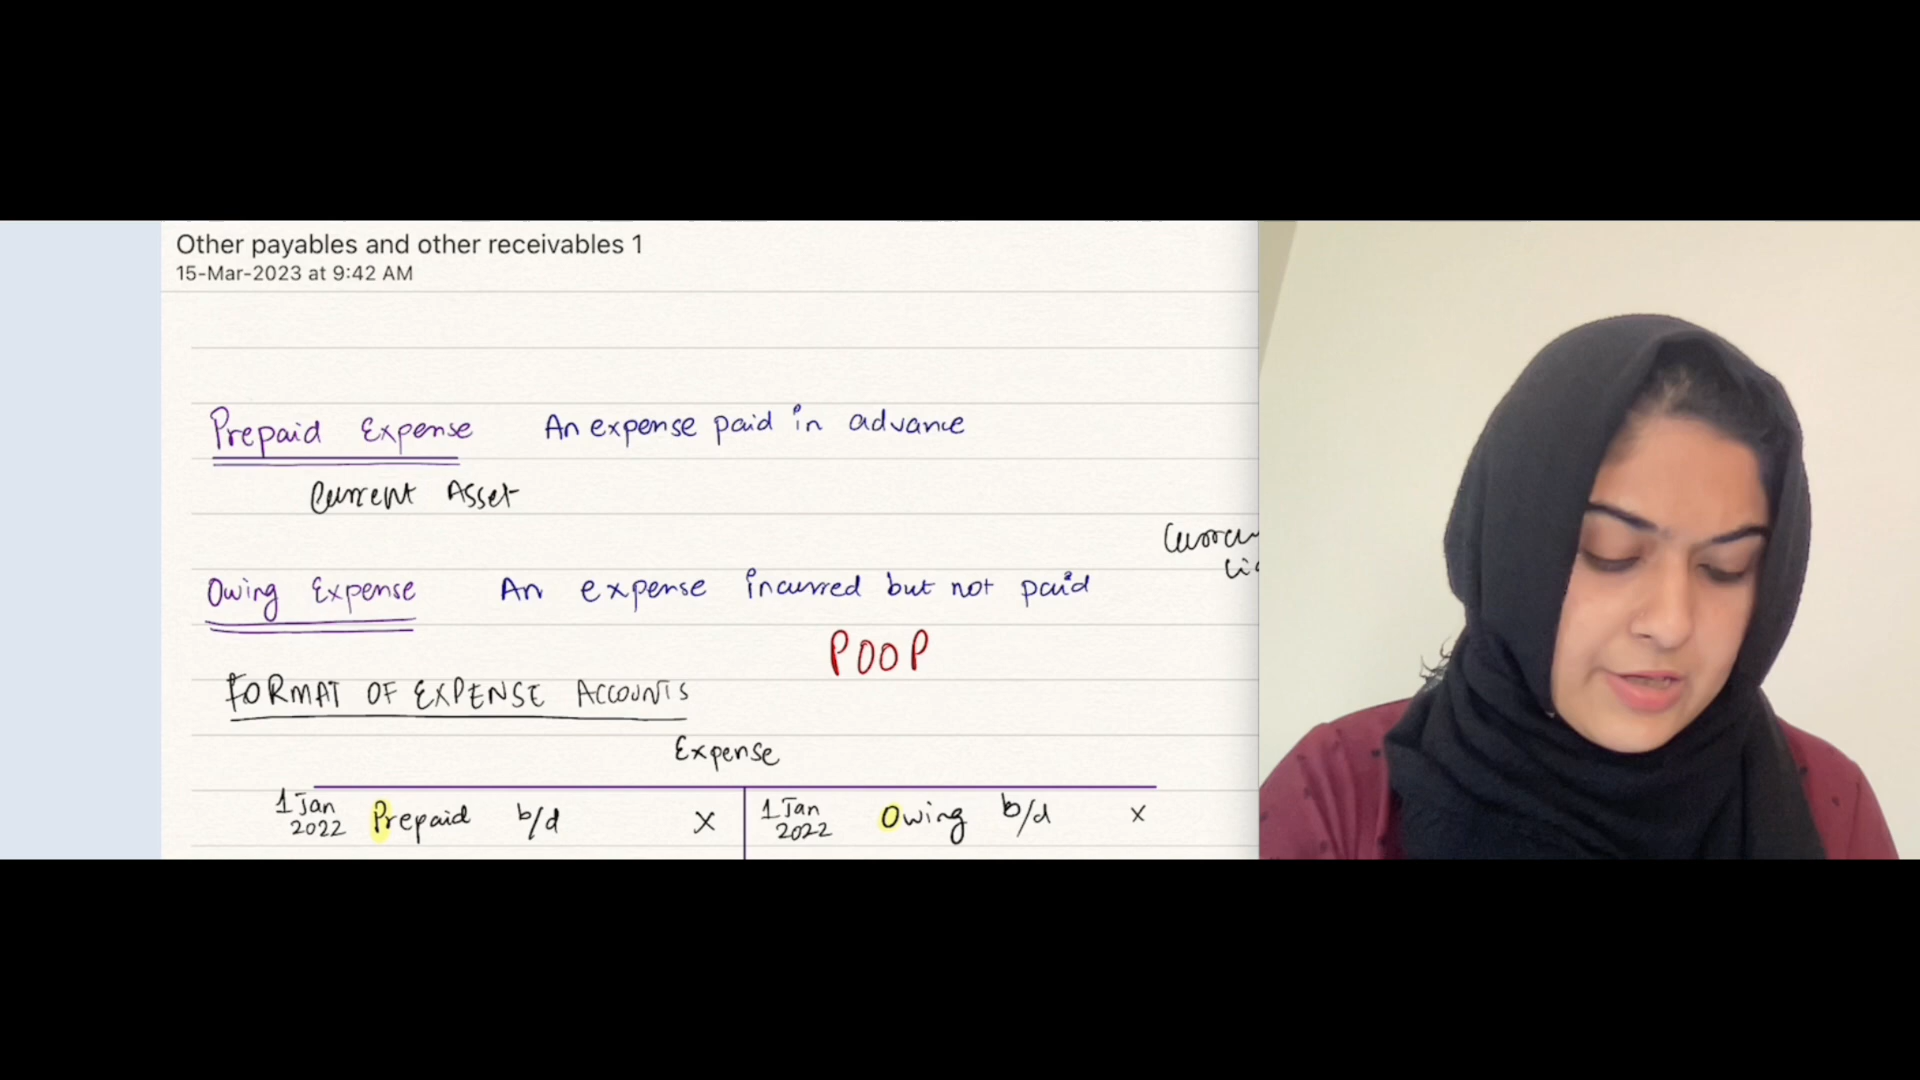 Other payables and other receivables 1
15-Mar-2023 at 9:42 AM
Prepaid Expense An expense paid in advance
Current Asset
Owing Expense An expense incurred but not paid
POOP
FORMAT OF EXPENSE ACCOUNTS
Expense
1 Jan 2022 Prepaid b/d X 1 Jan 2022 Owing b/d X